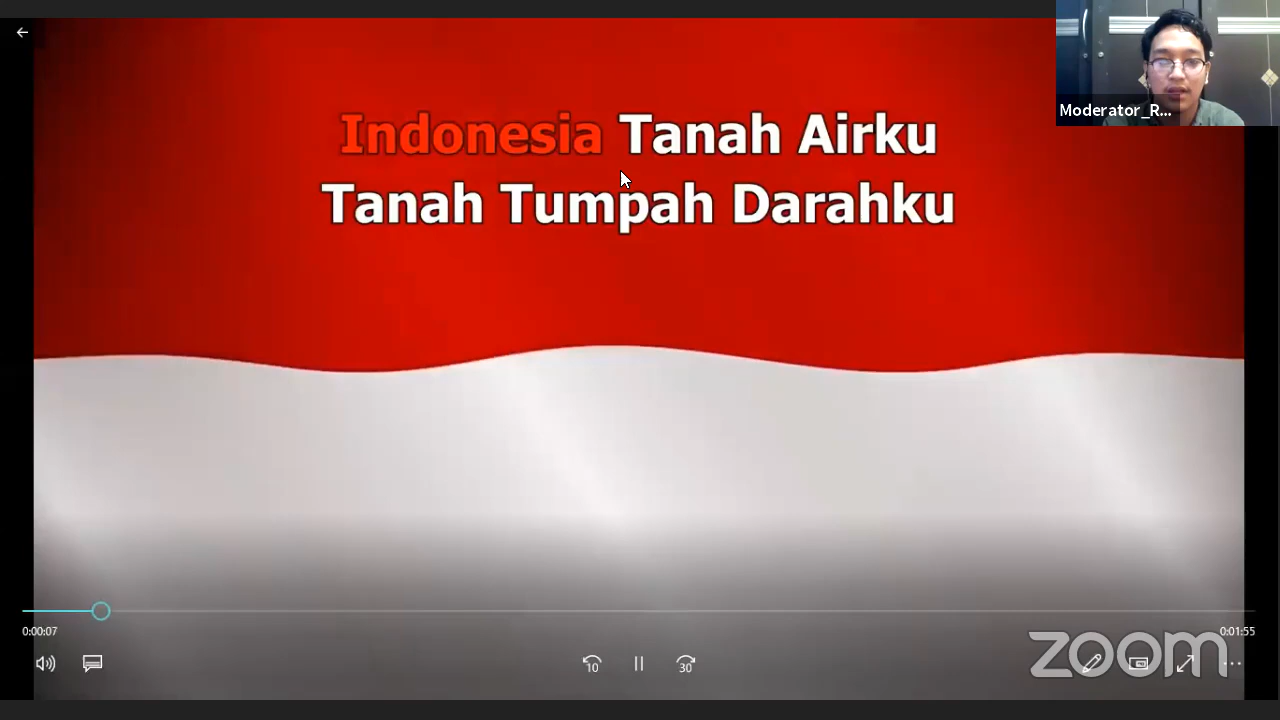 Moderator_R...
Indonesia Tanah Airku
Tanah Tumpah Darahku
0:00:07
0:01:55
10
30
zoom